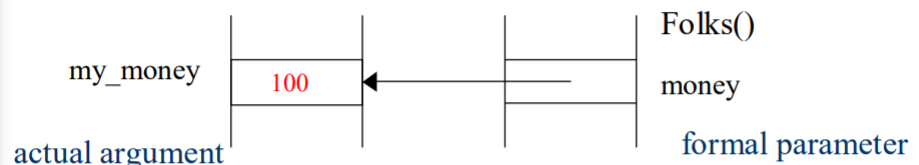 Folks()
my_money
100
money
actual argument
formal parameter